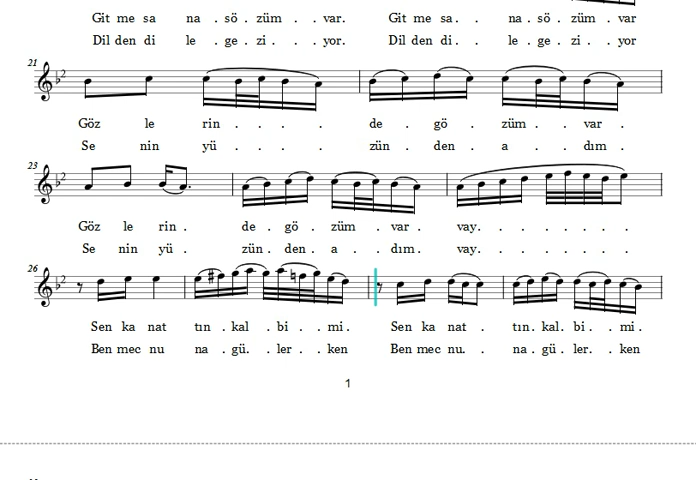 Git me sa na . sö . züm . . var. Git me sa . . na . sö . züm . . var
Dil den di le . ge . zi . . yor. Dil den di . . le . ge . zi . . yor
21
Göz le rin . . . . de . gö . züm . . var .
Se nin yü . . . . zün . den . a . . dım .
23
Göz le rin . de . gö . züm . var . vay. . . . . . .
Se nin yü . zün . den . a . dım. vay. . . . . . .
26
Sen ka nat tın . kal . bi . . mi . Sen ka nat . tın . kal. bi . . mi .
Ben mec nu na . gü. . ler . . ken Ben mec nu. . na . gü . ler. . ken
1